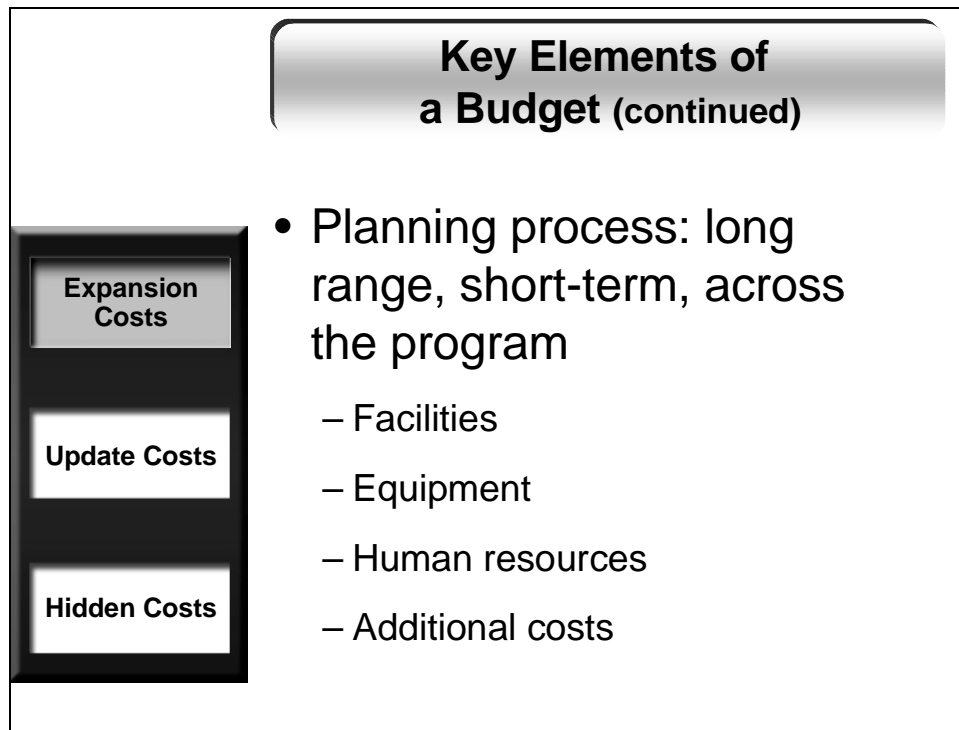 Key Elements of
a Budget (continued)
Expansion
Costs
Update Costs
Hidden Costs
• Planning process: long
range, short-term, across
the program
– Facilities
– Equipment
– Human resources
– Additional costs